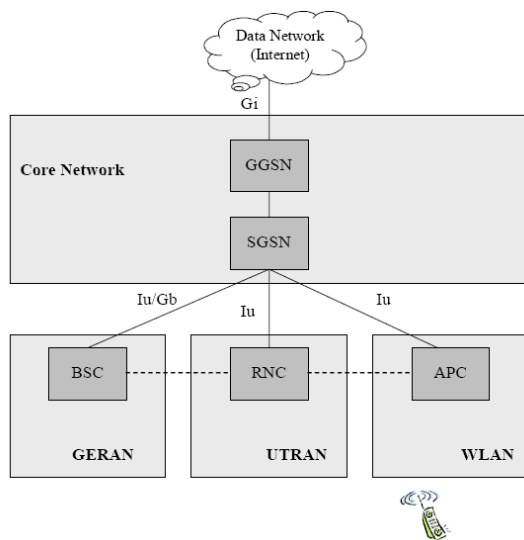 Data Network
(Internet)
Gi
Core Network
GGSN
SGSN
Iu/Gb
Iu
Iu
BSC
RNC
APC
GERAN
UTRAN
WLAN